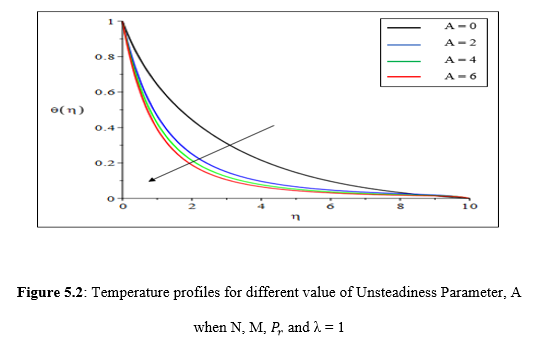 1
0.8
0.6
θ(η)
0.4
0.2
0
0 2 4 6 8 10
η
A = 0
A = 2
A = 4
A = 6
Figure 5.2: Temperature profiles for different value of Unsteadiness Parameter, A
when N, M, Pr and λ = 1